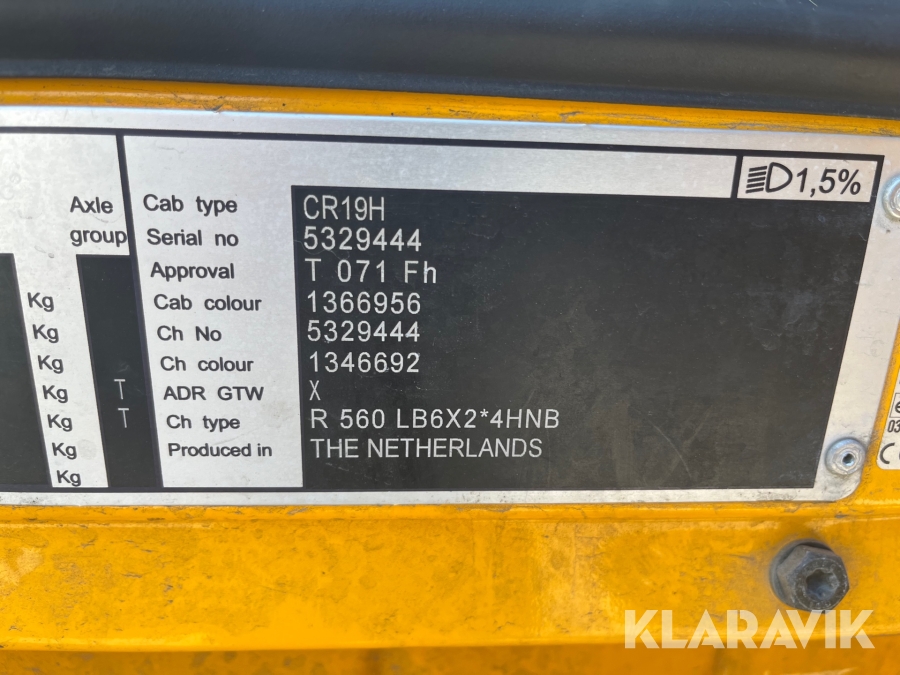 1,5%
Axle
group
Kg
Kg
Kg
Kg T
Kg T
Kg
Kg
Cab type CR19H
Serial no 5329444
Approval T 071 Fh
Cab colour 1366956
Ch No 5329444
Ch colour 1346692
ADR GTW X
Ch type R 560 LB6X2*4HNB
Produced in THE NETHERLANDS
03
KLARAVIK